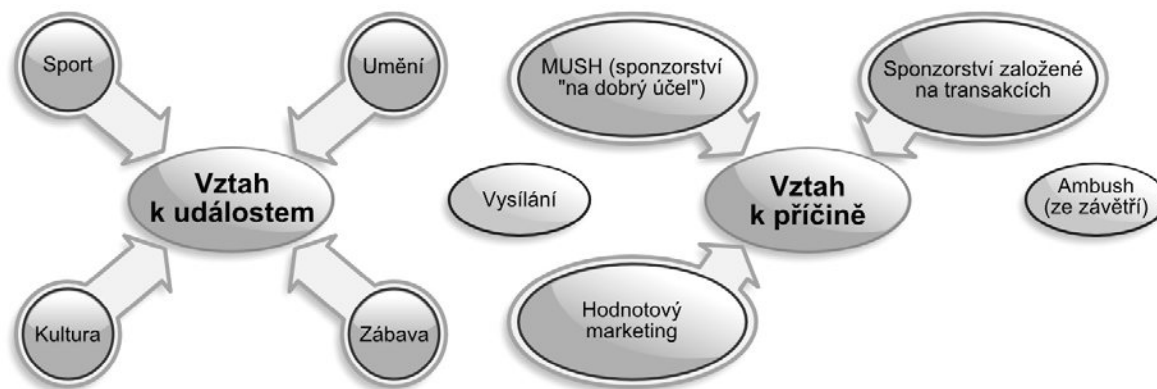 Sport
Umění
Vztah
k událostem
Kultura
Zábava
MUSH (sponzorství
"na dobrý účel")
Sponzorství založené
na transakcích
Vysílání
Vztah
k příčině
Ambush
(ze závětří)
Hodnotový
marketing